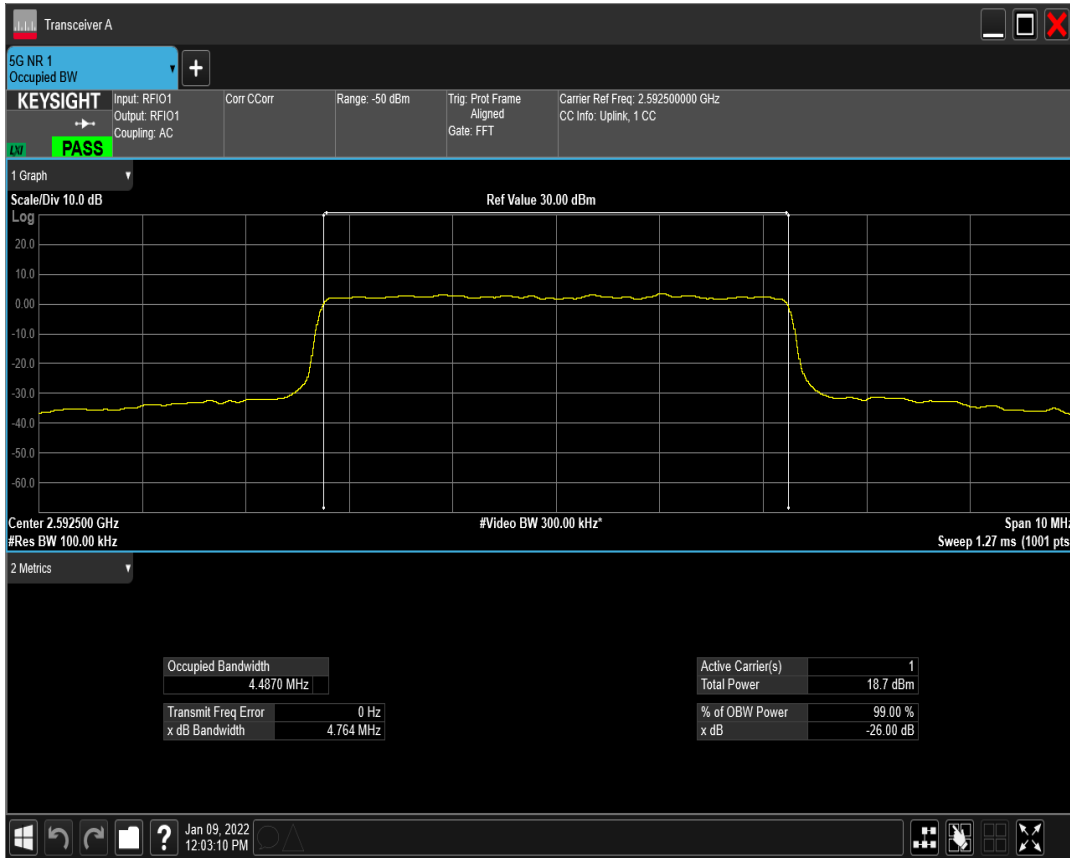 Transceiver A
5G NR 1
Occupied BW
KEYSIGHT
Input: RFIO1
Output: RFIO1
Coupling: AC
Corr CCorr
Range: -50 dBm
Trig: Prot Frame
Aligned
Gate: FFT
Carrier Ref Freq: 2.592500000 GHz
CC Info: Uplink, 1 CC
LXI
PASS
1 Graph
Scale/Div 10.0 dB
Ref Value 30.00 dBm
Log
20.0
10.0
0.00
-10.0
-20.0
-30.0
-40.0
-50.0
-60.0
Center 2.592500 GHz
#Video BW 300.00 kHz*
Span 10 MHz
#Res BW 100.00 kHz
Sweep 1.27 ms (1001 pts
2 Metrics
Occupied Bandwidth
4.4870 MHz
Transmit Freq Error 0 Hz
x dB Bandwidth 4.764 MHz
Active Carrier(s) 1
Total Power 18.7 dBm
% of OBW Power 99.00 %
x dB -26.00 dB
?
Jan 09, 2022
12:03:10 PM